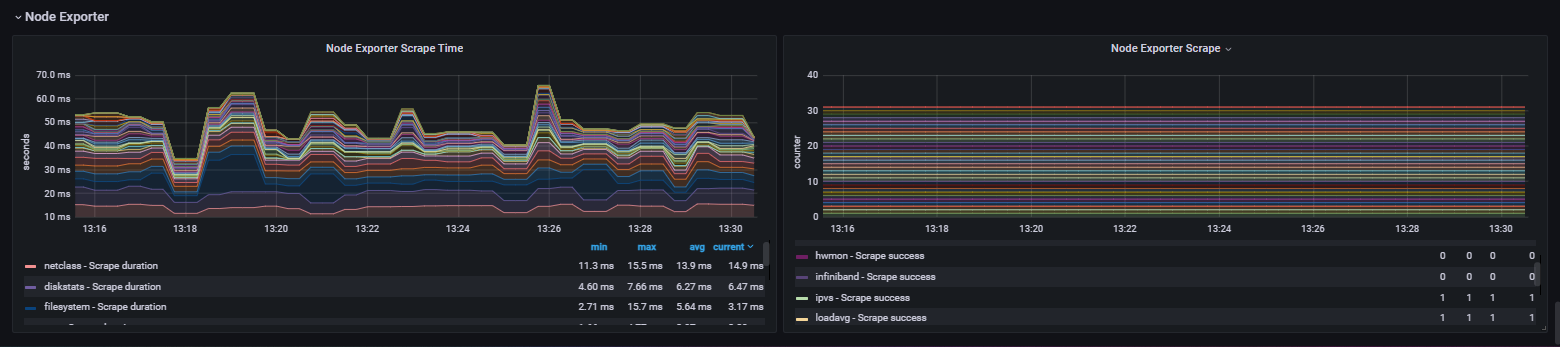 Node Exporter
Node Exporter Scrape Time
70.0 ms
60.0 ms
50 ms
40 ms
30 ms
20 ms
10 ms
seconds
13:16 13:18 13:20 13:22 13:24 13:26 13:28 13:30
min max avg current
netclass - Scrape duration 11.3 ms 15.5 ms 13.9 ms 14.9 ms
diskstats - Scrape duration 4.60 ms 7.66 ms 6.27 ms 6.47 ms
filesystem - Scrape duration 2.71 ms 15.7 ms 5.64 ms 3.17 ms
Node Exporter Scrape
40
30
20
10
0
counter
13:16 13:18 13:20 13:22 13:24 13:26 13:28 13:30
hwmon - Scrape success 0 0 0 0
infiniband - Scrape success 0 0 0 0
ipvs - Scrape success 1 1 1 1
loadavg - Scrape success 1 1 1 1